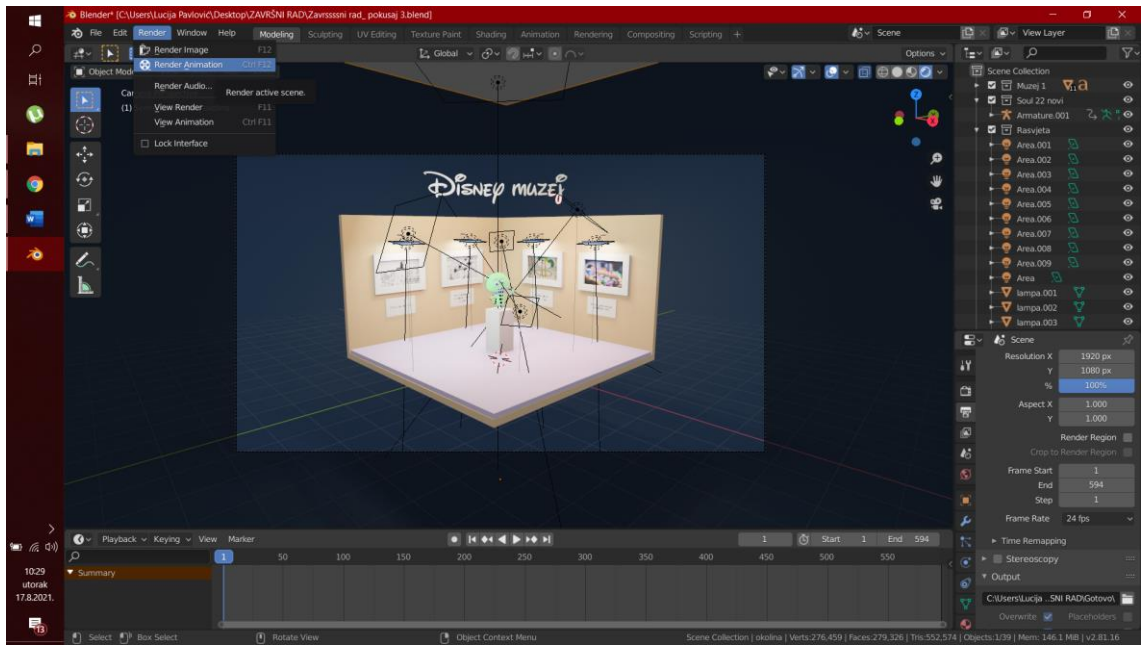 Blender* [C:\Users\Lucija Pavlović\Desktop\ZAVRŠNI RAD\Zavrssssni rad_ pokusaj 3.blend]
File Edit Render Window Help Modeling Sculpting UV Editing Texture Paint Shading Animation Rendering Compositing Scripting + Scene View Layer
Render Image F12
Render Animation Ctrl F12
Render Audio...
Render active scene.
View Render F11
View Animation Ctrl F11
Lock Interface
Global
Options
Object Mod
(1)
DISNEY MUZEJ
Scene Collection
Muzej 1
Soul 22 novi
Armature.001
Rasvjeta
Area.001
Area.002
Area.003
Area.004
Area.005
Area.006
Area.007
Area.008
Area.009
Area
lampa.001
lampa.002
lampa.003
Scene
Resolution X 1920 px
Y 1080 px
% 100%
Aspect X 1.000
Y 1.000
Render Region
Crop to Render Region
Frame Start 1
End 594
Step 1
Frame Rate 24 fps
Time Remapping
Stereoscopy
Output
C:\Users\Lucija ..SNI RAD\Gotovo\
Overwrite Placeholders
Playback Keying View Marker 1 Start 1 End 594
1 50 100 150 200 250 300 350 400 450 500 550
Summary
Select Box Select Rotate View Object Context Menu
Scene Collection | okolina | Verts:276,459 | Faces:279,326 | Tris:552,574 | Objects:1/39 | Mem: 146.1 MiB | v2.81.16
10:29
utorak
17.8.2021.
13